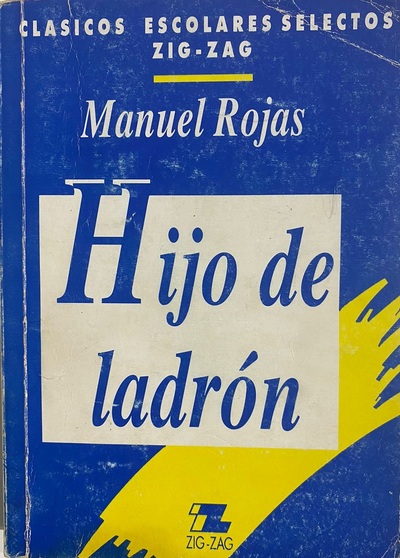 CLASICOS ESCOLARES SELECTOS
ZIG-ZAG
Manuel Rojas
Hijo de
ladrón
ZIG-ZAG